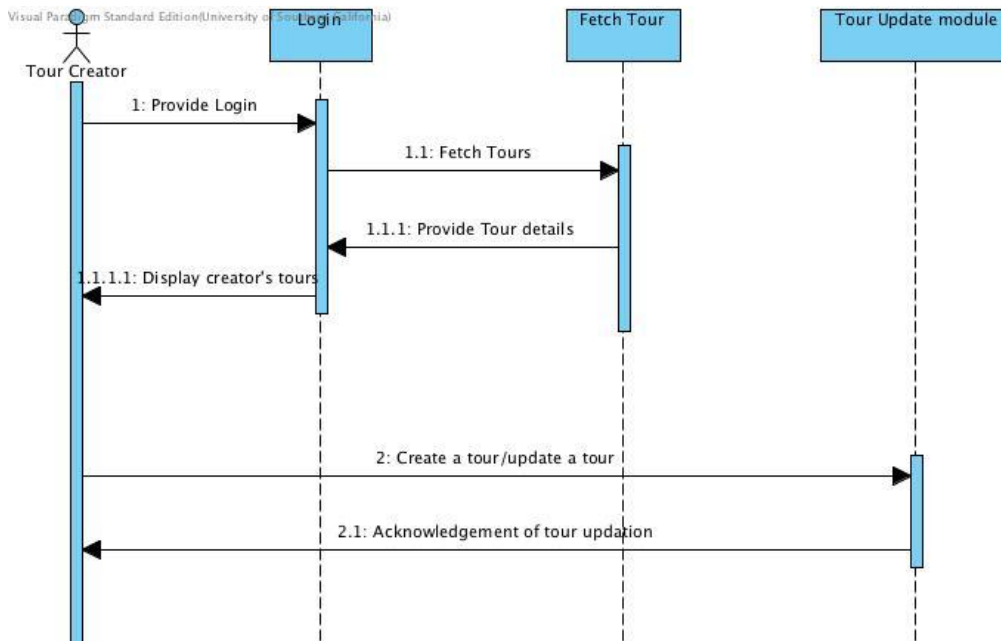 Visual Paradigm Standard Edition(University of Southern California)
Login
Fetch Tour
Tour Update module
Tour Creator
1: Provide Login
1.1: Fetch Tours
1.1.1: Provide Tour details
1.1.1.1: Display creator's tours
2: Create a tour/update a tour
2.1: Acknowledgement of tour updation